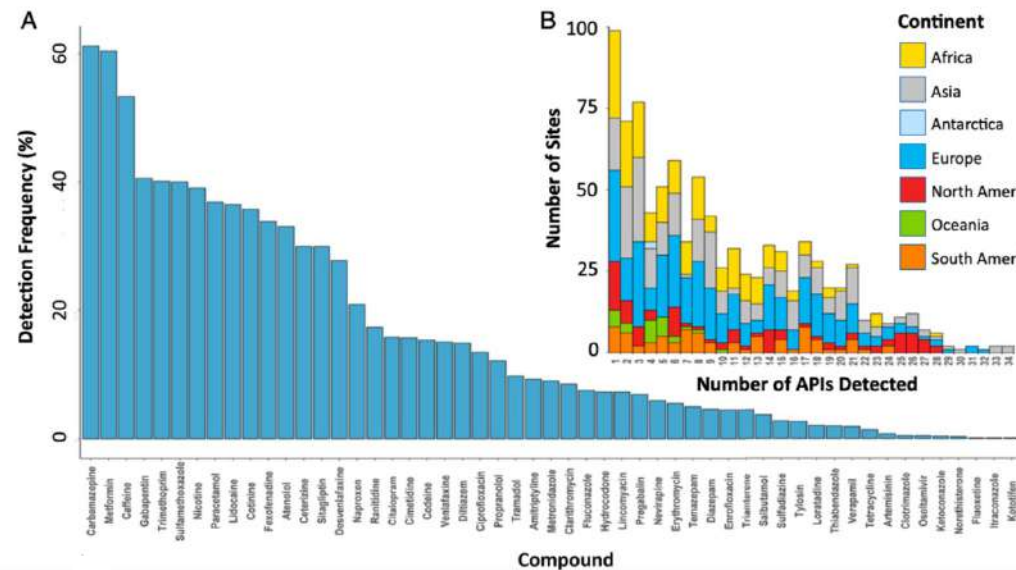 A
Detection Frequency (%)
60
40
20
0
Carbamazepine
Metformin
Caffeine
Gabapentin
Trimethoprim
Sulfamethoxazole
Nicotine
Paracetamol
Lidocaine
Cotinine
Fexofenadine
Atenolol
Sitagliptin
Desvenlafaxine
Naproxen
Ranitidine
Citalopram
Cimetidine
Codeine
Venlafaxine
Diltiazem
Ciprofloxacin
Propranolol
Tramadol
Amitriptyline
Metronidazole
Clarithromycin
Fluconazole
Hydrocodone
Lincomycin
Pregabalin
Nevirapine
Erythromycin
Temazepam
Diazepam
Enrofloxacin
Triamterene
Salbutamol
Sulfadiazine
Tylosin
Loratadine
Thiabendazole
Verapamil
Tetracycline
Artemisinin
Clotrimazole
Ketoconazole
Norethisterone
Fluoxetine
Itraconazole
Ketotifen
Compound
B
Number of Sites
100
75
50
25
0
1
2
3
4
5
6
7
8
9
10
11
12
13
14
15
16
17
18
19
20
21
22
23
24
25
26
27
28
29
30
31
32
33
34
Number of APIs Detected
Continent
Africa
Asia
Antarctica
Europe
North Amer
Oceania
South Amer